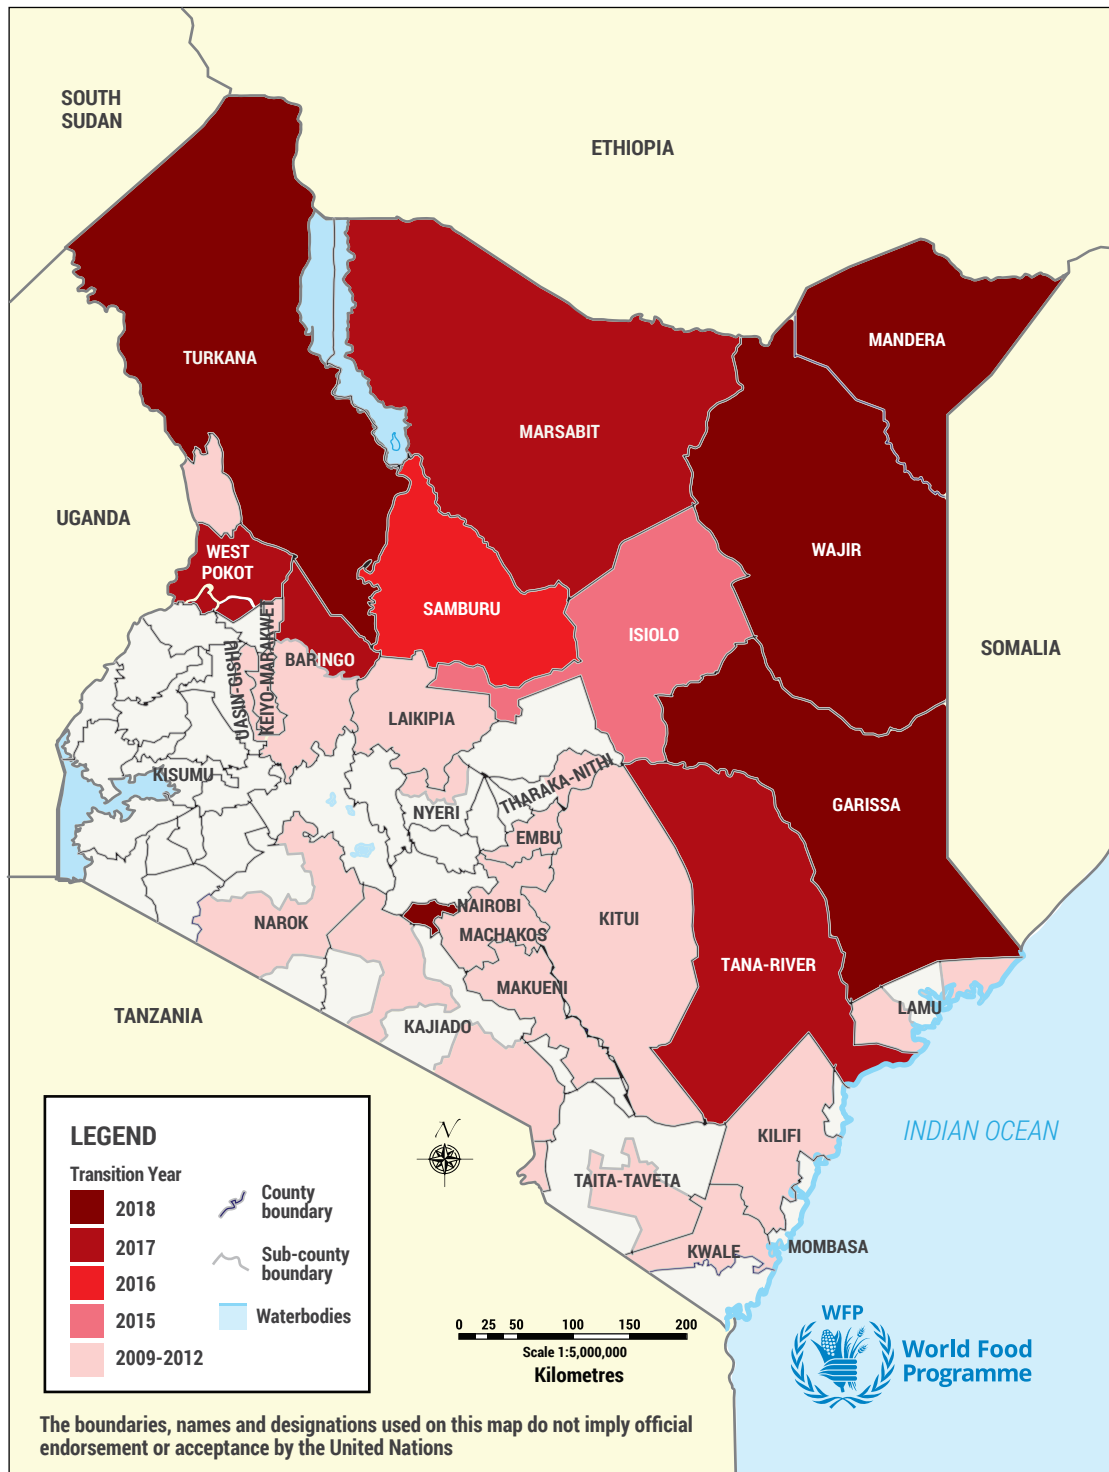 SOUTH
SUDAN
ETHIOPIA
MANDERA
TURKANA
MARSABIT
UGANDA
WEST
POKOT
WAJIR
SAMBURU
ISIOLO
SOMALIA
BARINGO
UASIN-GISHU
KEIYO-MARAKWET
LAIKIPIA
KISUMU
THARAKA-NITHI
NYERI
GARISSA
EMBU
NAIROBI
NAROK
KITUI
MACHAKOS
TANA-RIVER
MAKUENI
LAMU
TANZANIA
KAJIADO
INDIAN OCEAN
KILIFI
TAITA-TAVETA
KWALE
MOMBASA
LEGEND
Transition Year
2018
2017
2016
2015
2009-2012
County
boundary
Sub-county
boundary
Waterbodies
N
0 25 50 100 150 200
Scale 1:5,000,000
Kilometres
WFP
World Food
Programme
The boundaries, names and designations used on this map do not imply official
endorsement or acceptance by the United Nations